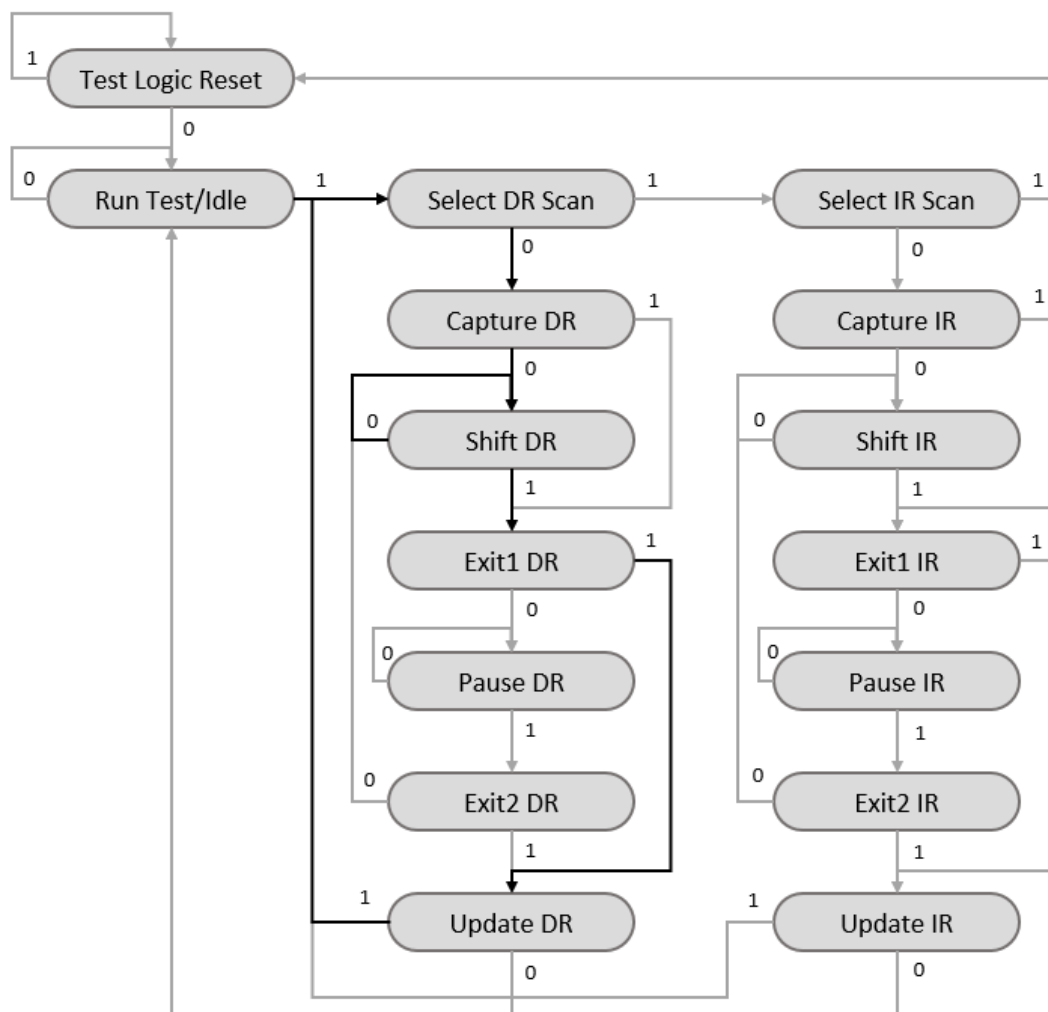 1
Test Logic Reset
0
0
Run Test/Idle
1
Select DR Scan
1
Select IR Scan
1
0
0
Capture DR
1
Capture IR
1
0
0
0
Shift DR
0
Shift IR
1
1
Exit1 DR
1
Exit1 IR
1
0
0
0
Pause DR
0
Pause IR
1
1
0
Exit2 DR
0
Exit2 IR
1
1
1
Update DR
1
Update IR
0
0